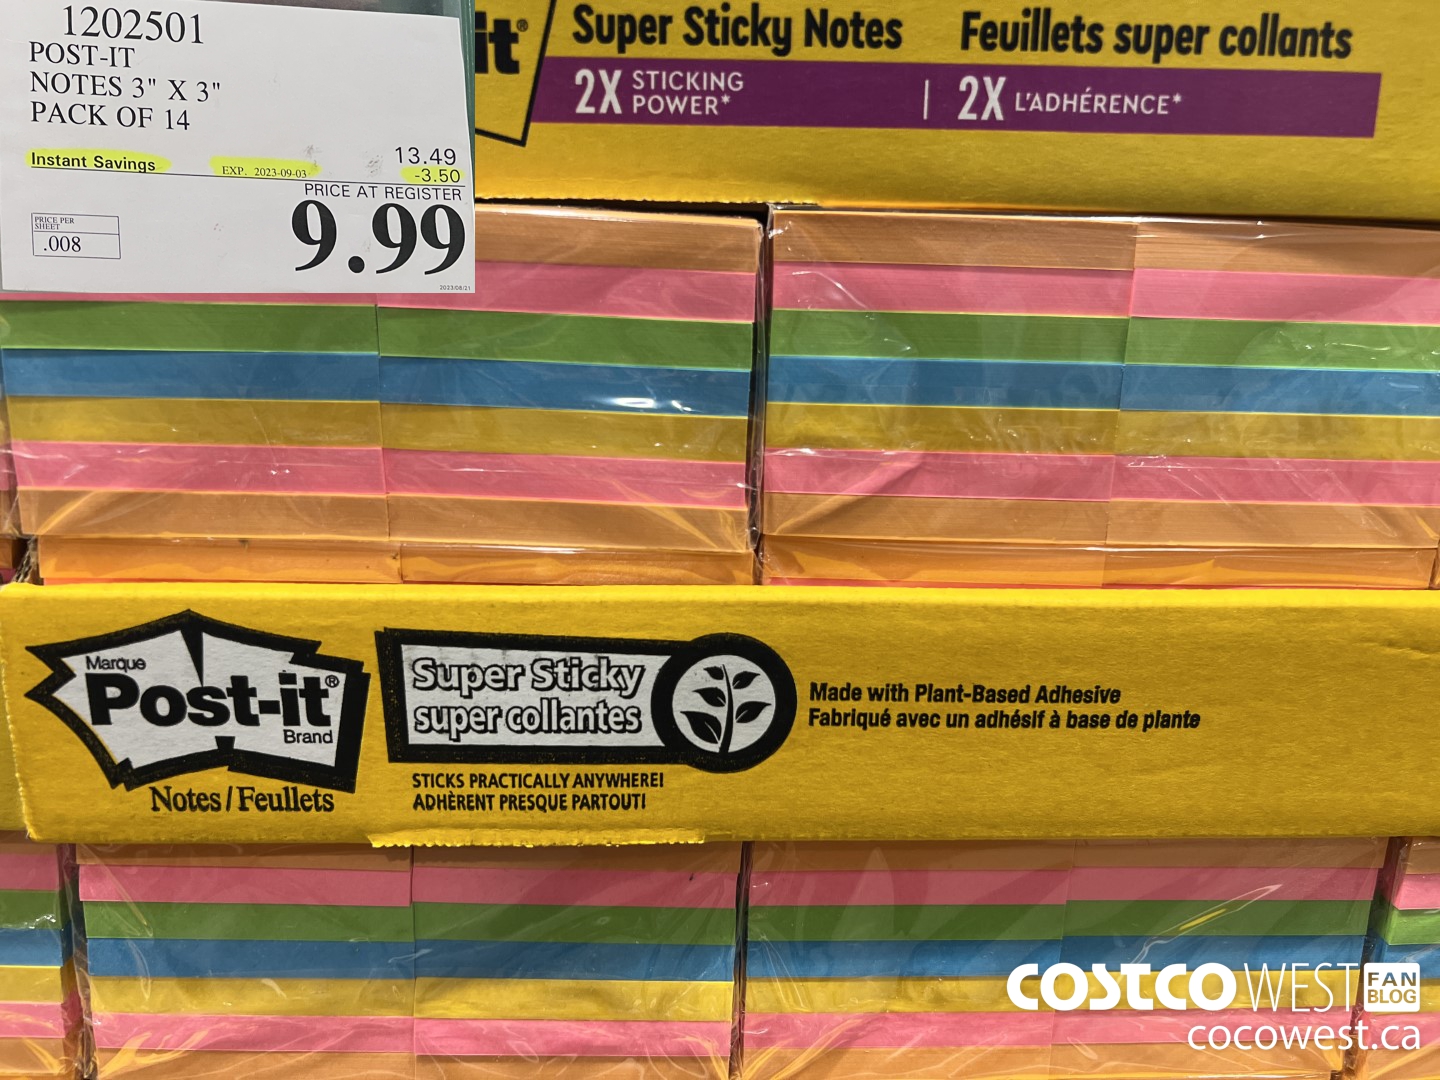 1202501
POST-IT
NOTES 3" X 3"
PACK OF 14
Instant Savings EXP. 2023-09-03 13.49
-3.50
PRICE AT REGISTER
9.99
PRICE PER
SHEET
.008
2023/08/21
it®
Super Sticky Notes Feuillets super collants
2X STICKING POWER* | 2X L'ADHÉRENCE*
Marque
Post-it®
Brand
Notes / Feuillets
Super Sticky
super collantes
STICKS PRACTICALLY ANYWHERE!
ADHÈRENT PRESQUE PARTOUT!
Made with Plant-Based Adhesive
Fabriqué avec un adhésif à base de plante
COSTCO WEST FAN BLOG
cocowest.ca